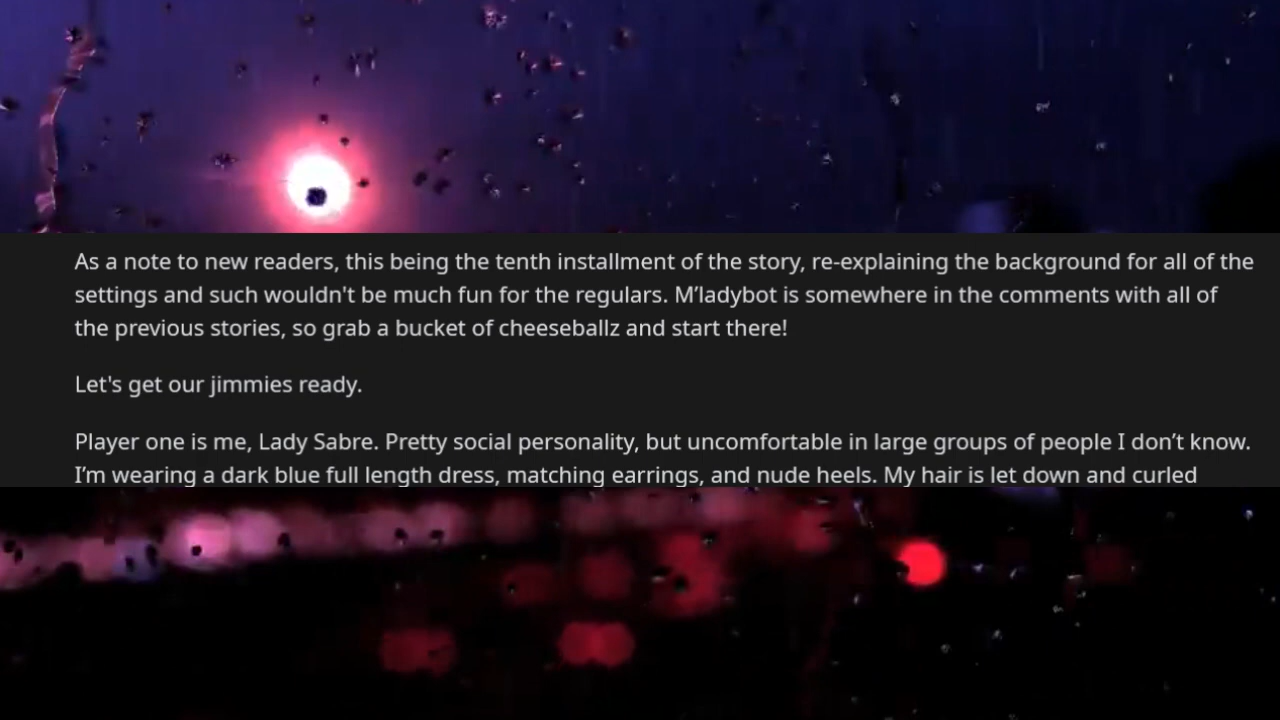 As a note to new readers, this being the tenth installment of the story, re-explaining the background for all of the
settings and such wouldn't be much fun for the regulars. M’ladybot is somewhere in the comments with all of
the previous stories, so grab a bucket of cheeseballz and start there!
Let's get our jimmies ready.
Player one is me, Lady Sabre. Pretty social personality, but uncomfortable in large groups of people I don’t know.
I’m wearing a dark blue full length dress, matching earrings, and nude heels. My hair is let down and curled